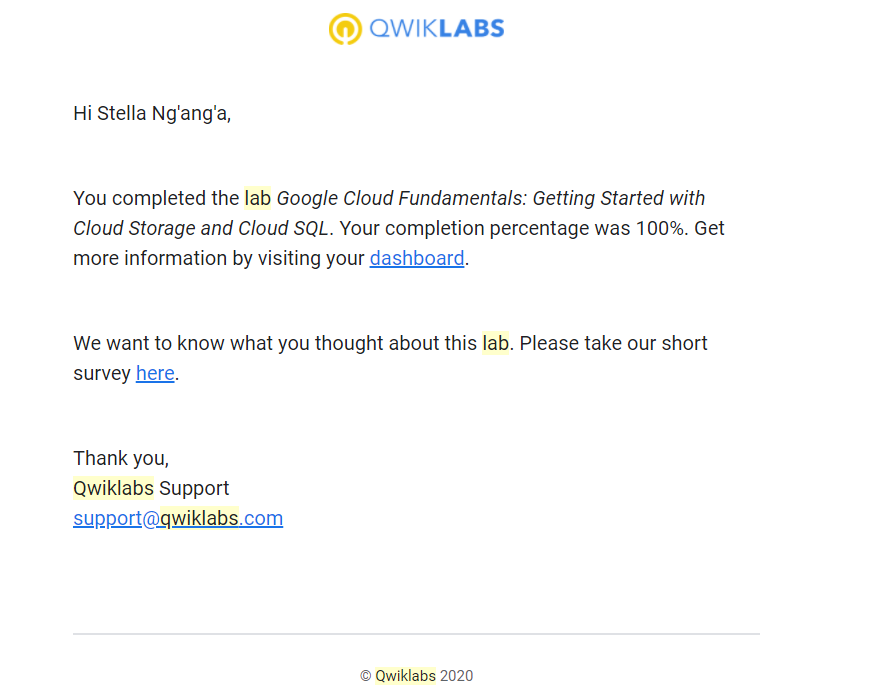 QWIKLABS
Hi Stella Ng'ang'a,
You completed the lab Google Cloud Fundamentals: Getting Started with
Cloud Storage and Cloud SQL. Your completion percentage was 100%. Get
more information by visiting your dashboard.
We want to know what you thought about this lab. Please take our short
survey here.
Thank you,
Qwiklabs Support
support@qwiklabs.com
© Qwiklabs 2020